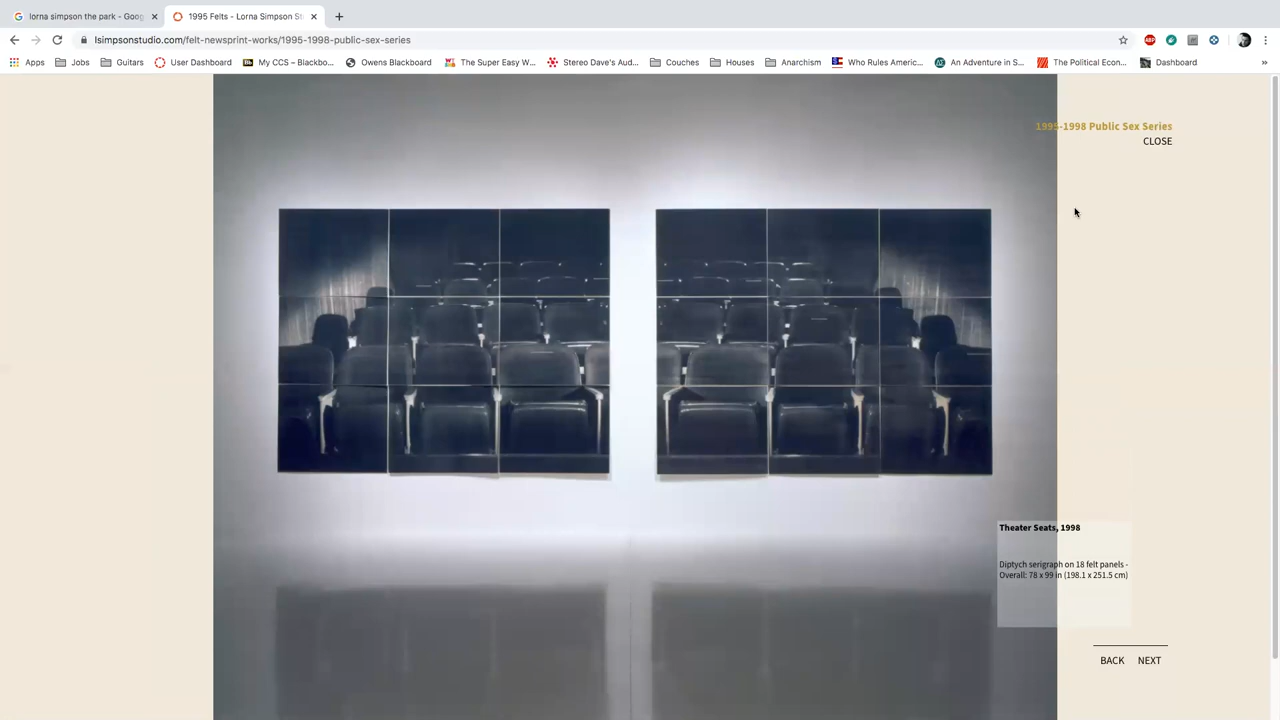 lorna simpson the park - Goog
1995 Felts - Lorna Simpson St
lsimpsonstudio.com/felt-newsprint-works/1995-1998-public-sex-series
ABP
Apps Jobs Guitars User Dashboard My CCS – Blackbo... Owens Blackboard The Super Easy W... Stereo Dave's Aud... Couches Houses Anarchism Who Rules Americ... An Adventure in S... The Political Econ... Dashboard »
1995-1998 Public Sex Series
CLOSE
Theater Seats, 1998
Diptych serigraph on 18 felt panels -
Overall: 78 x 99 in (198.1 x 251.5 cm)
BACK NEXT